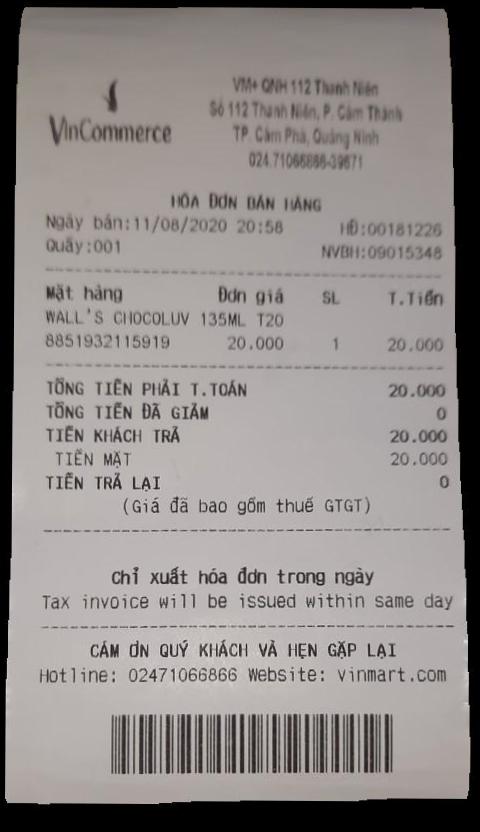 VinCommerce
VM+ QNH 112 Thanh Niên
Số 112 Thanh Niên, P. Cẩm Thành
TP. Cẩm Phả, Quảng Ninh
024.71066866-39671
HÓA ĐƠN BÁN HÀNG
Ngày bán:11/08/2020 20:58 HĐ:00181226
Quầy:001 NVBH:09015348
Mặt hàng Đơn giá SL T.Tiền
WALL'S CHOCOLUV 135ML T20
8851932115919 20.000 1 20.000
TỔNG TIỀN PHẢI T.TOÁN 20.000
TỔNG TIỀN ĐÃ GIẢM 0
TIỀN KHÁCH TRẢ 20.000
TIỀN MẶT 20.000
TIỀN TRẢ LẠI 0
(Giá đã bao gồm thuế GTGT)
Chỉ xuất hóa đơn trong ngày
Tax invoice will be issued within same day
CẢM ƠN QUÝ KHÁCH VÀ HẸN GẶP LẠI
Hotline: 02471066866 Website: vinmart.com